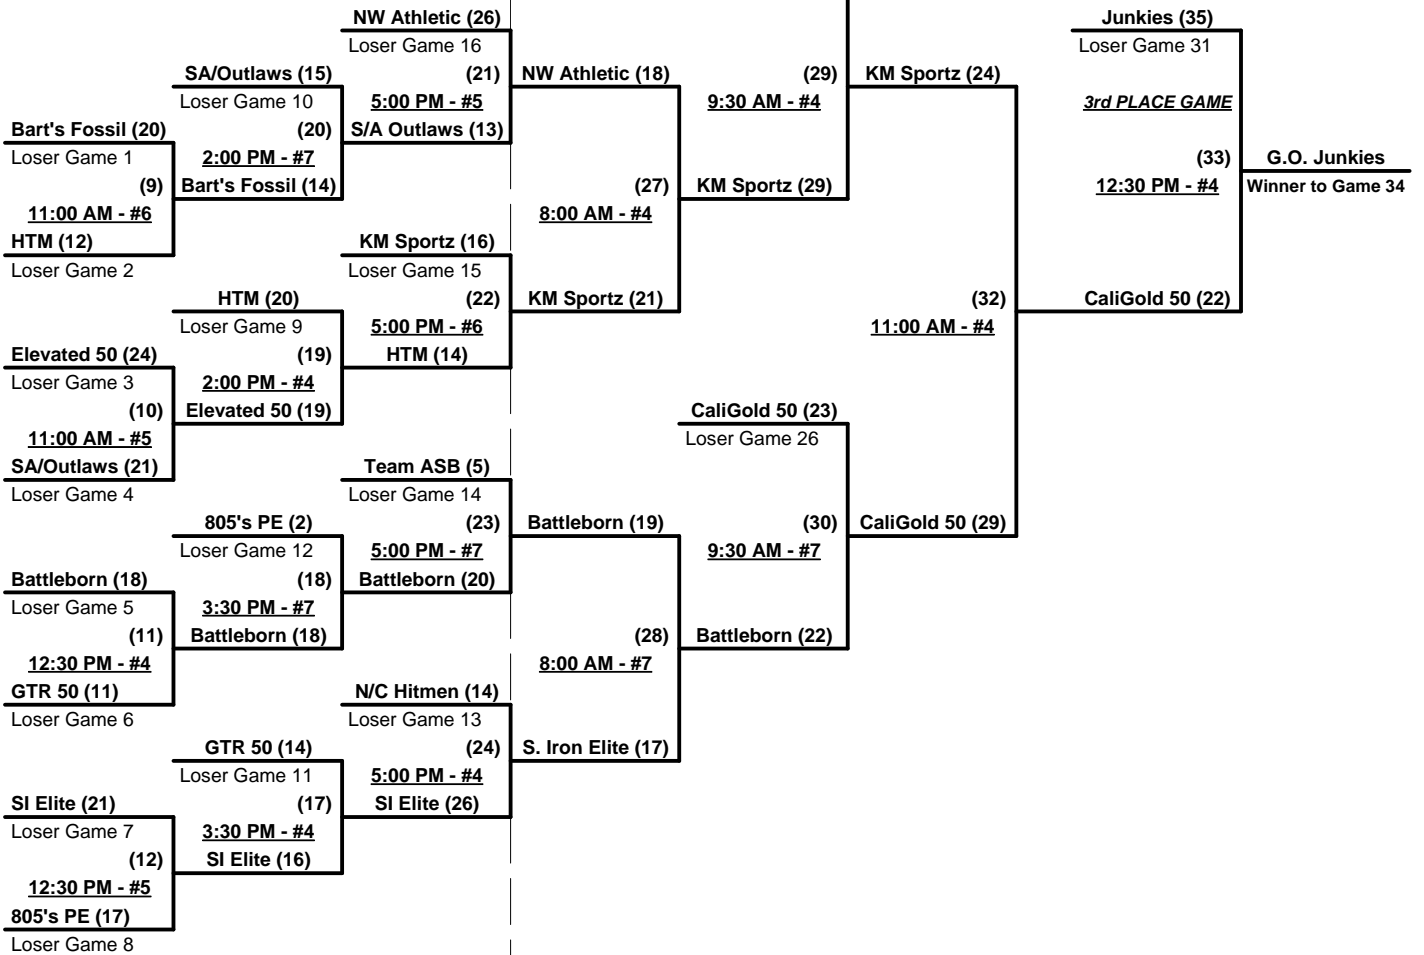 NW Athletic (26)
Junkies (35)
Loser Game 16
Loser Game 31
SA/Outlaws (15)
(21)
NW Athletic (18)
(29)
KM Sportz (24)
Loser Game 10
5:00 PM - #5
9:30 AM - #4
3rd PLACE GAME
Bart's Fossil (20)
(20)
S/A Outlaws (13)
Loser Game 1
2:00 PM - #7
(33)
G.O. Junkies
(9)
Bart's Fossil (14)
(27)
KM Sportz (29)
12:30 PM - #4
Winner to Game 34
11:00 AM - #6
8:00 AM - #4
HTM (12)
KM Sportz (16)
Loser Game 2
Loser Game 15
HTM (20)
(22)
KM Sportz (21)
(32)
CaliGold 50 (22)
Loser Game 9
5:00 PM - #6
11:00 AM - #4
Elevated 50 (24)
(19)
HTM (14)
Loser Game 3
2:00 PM - #4
(10)
Elevated 50 (19)
CaliGold 50 (23)
11:00 AM - #5
Loser Game 26
SA/Outlaws (21)
Team ASB (5)
Loser Game 4
Loser Game 14
805's PE (2)
(23)
Battleborn (19)
(30)
CaliGold 50 (29)
Loser Game 12
5:00 PM - #7
9:30 AM - #7
Battleborn (18)
(18)
Battleborn (20)
Loser Game 5
3:30 PM - #7
(11)
Battleborn (18)
(28)
Battleborn (22)
12:30 PM - #4
8:00 AM - #7
GTR 50 (11)
N/C Hitmen (14)
Loser Game 6
Loser Game 13
GTR 50 (14)
(24)
S. Iron Elite (17)
Loser Game 11
5:00 PM - #4
SI Elite (21)
(17)
SI Elite (26)
Loser Game 7
3:30 PM - #4
(12)
SI Elite (16)
12:30 PM - #5
805's PE (17)
Loser Game 8